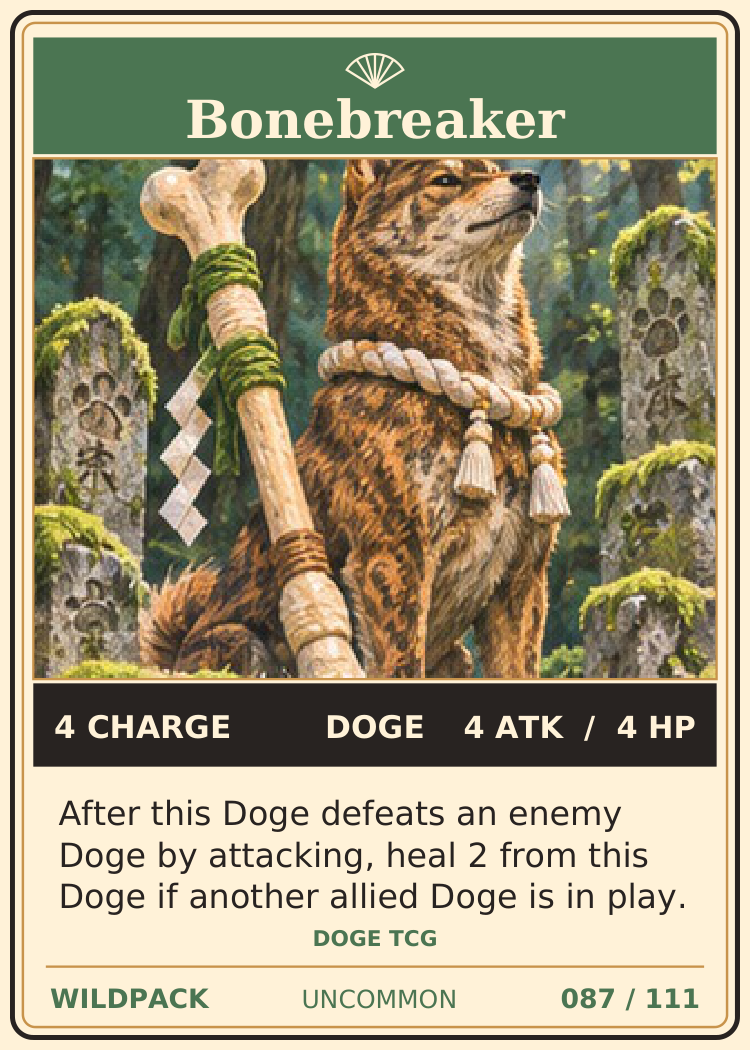 Bonebreaker
4 CHARGE DOGE 4 ATK / 4 HP
After this Doge defeats an enemy
Doge by attacking, heal 2 from this
Doge if another allied Doge is in play.
DOGE TCG
WILDPACK UNCOMMON 087 / 111